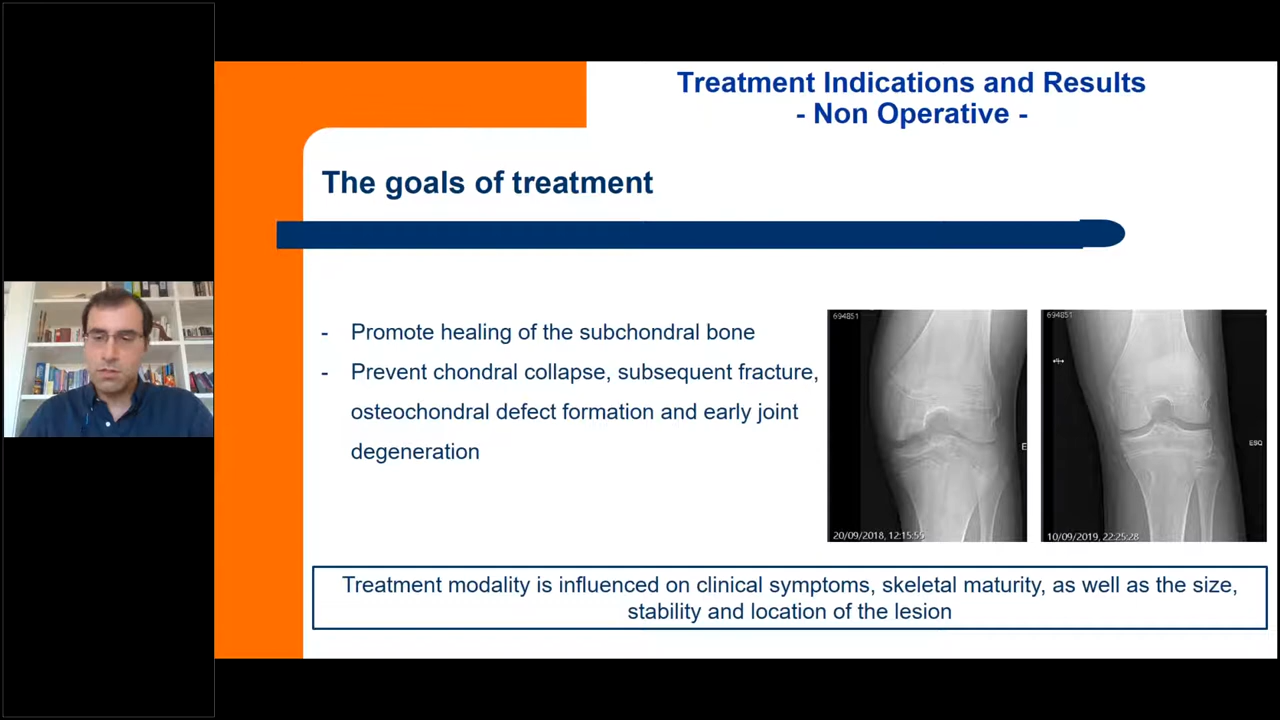 Treatment Indications and Results
- Non Operative -
The goals of treatment
- Promote healing of the subchondral bone
- Prevent chondral collapse, subsequent fracture,
osteochondral defect formation and early joint
degeneration
694851
E
20/09/2018, 12:15:55
694851
ESQ
10/09/2019, 22:25:28
Treatment modality is influenced on clinical symptoms, skeletal maturity, as well as the size,
stability and location of the lesion